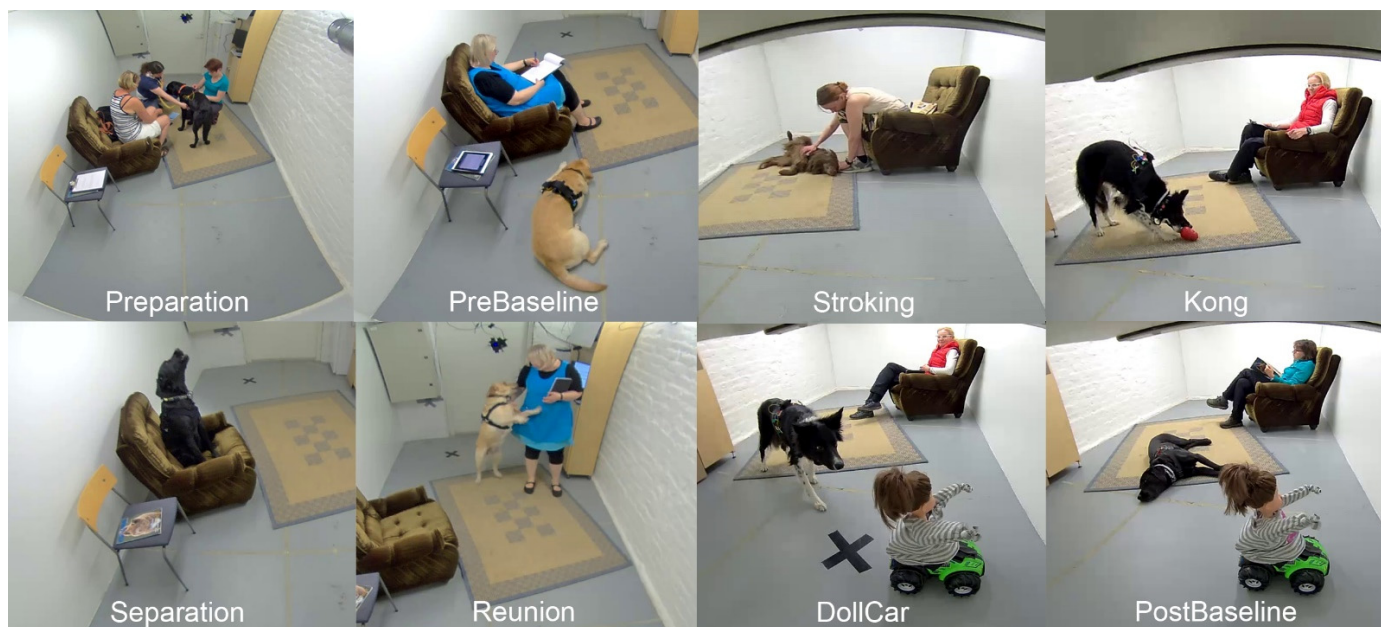 Preparation
PreBaseline
Stroking
Kong
Separation
Reunion
DollCar
PostBaseline